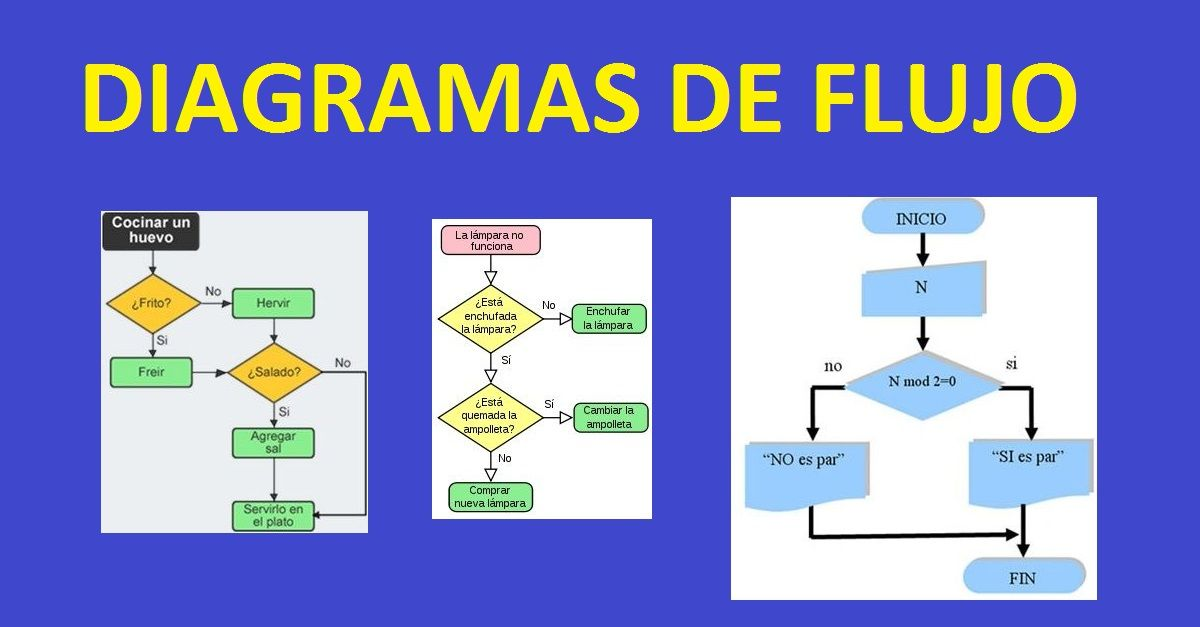 DIAGRAMAS DE FLUJO
Cocinar un
huevo
¿Frito?
No
Hervir
Si
Freir
¿Salado?
No
Si
Agregar
sal
Servirlo en
el plato
La lámpara no
funciona
¿Está
enchufada
la lámpara?
No
Enchufar
la lámpara
Sí
¿Está
quemada la
ampolleta?
Sí
Cambiar la
ampolleta
No
Comprar
nueva lámpara
INICIO
N
no
si
N mod 2=0
“NO es par”
“SI es par”
FIN